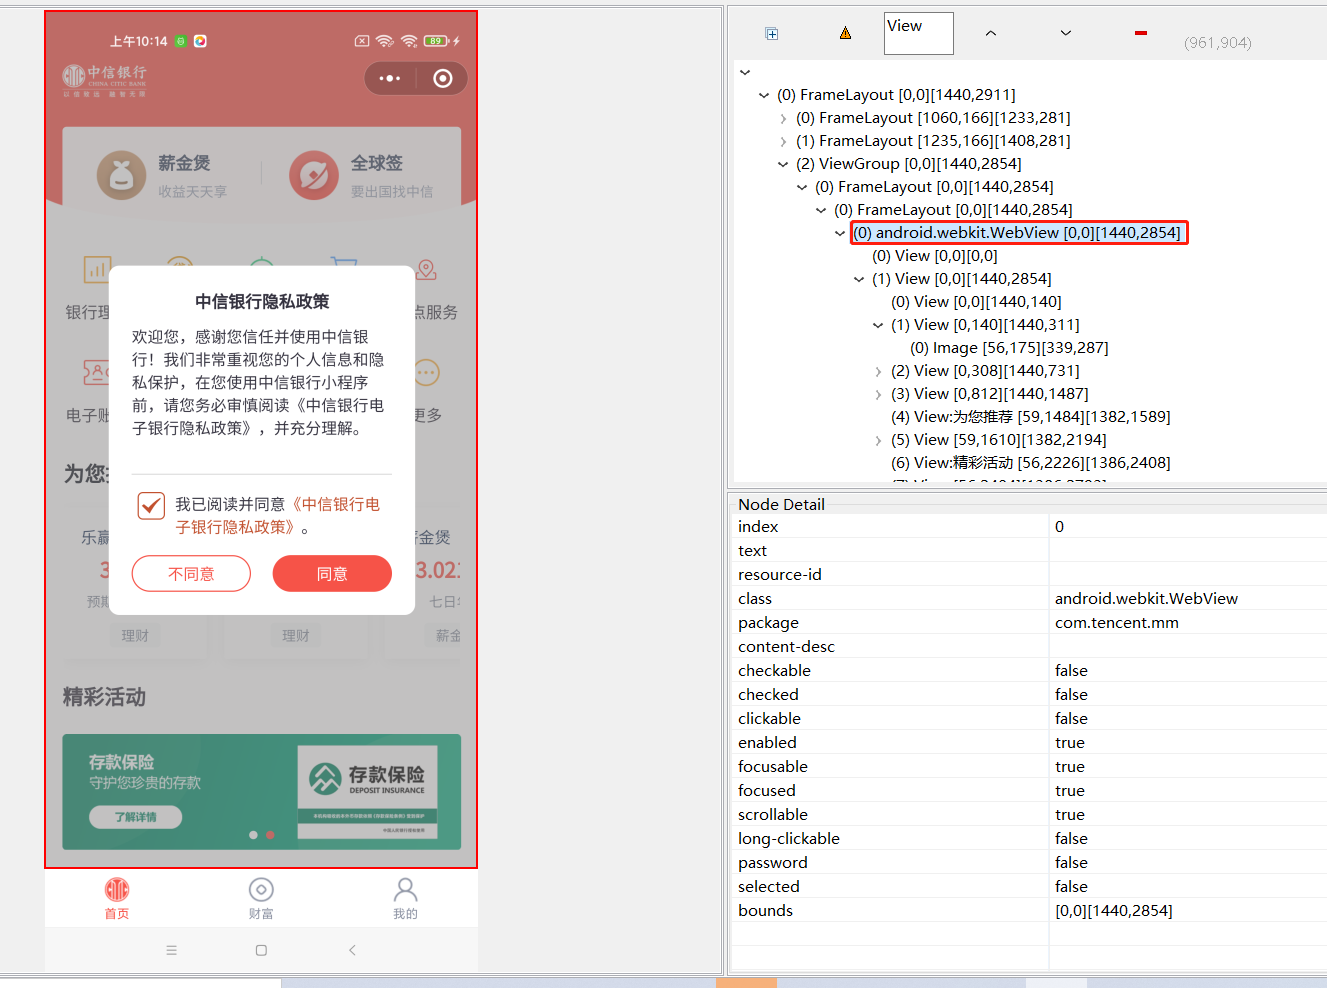 上午10:14
89
中信银行
CHINA CITIC BANK
薪金煲
收益天天享
全球签
要出国找中信
银行理
点服务
中信银行隐私政策
欢迎您，感谢您信任并使用中信银
行！我们非常重视您的个人信息和隐
私保护，在您使用中信银行小程序
前，请您务必审慎阅读《中信银行电
子银行隐私政策》，并充分理解。
电子账
更多
为您
我已阅读并同意《中信银行电
子银行隐私政策》。
乐赢
金煲
3
3.02
不同意
同意
预期
七日
理财
理财
薪金
精彩活动
存款保险
守护您珍贵的存款
了解详情
存款保险
DEPOSIT INSURANCE
首页
财富
我的
View
(961,904)
(0) FrameLayout [0,0][1440,2911]
(0) FrameLayout [1060,166][1233,281]
(1) FrameLayout [1235,166][1408,281]
(2) ViewGroup [0,0][1440,2854]
(0) FrameLayout [0,0][1440,2854]
(0) FrameLayout [0,0][1440,2854]
(0) android.webkit.WebView [0,0][1440,2854]
(0) View [0,0][0,0]
(1) View [0,0][1440,2854]
(0) View [0,0][1440,140]
(1) View [0,140][1440,311]
(0) Image [56,175][339,287]
(2) View [0,308][1440,731]
(3) View [0,812][1440,1487]
(4) View:为您推荐 [59,1484][1382,1589]
(5) View [59,1610][1382,2194]
(6) View:精彩活动 [56,2226][1386,2408]
Node Detail
index 0
text
resource-id
class android.webkit.WebView
package com.tencent.mm
content-desc
checkable false
checked false
clickable false
enabled true
focusable true
focused true
scrollable true
long-clickable false
password false
selected false
bounds [0,0][1440,2854]